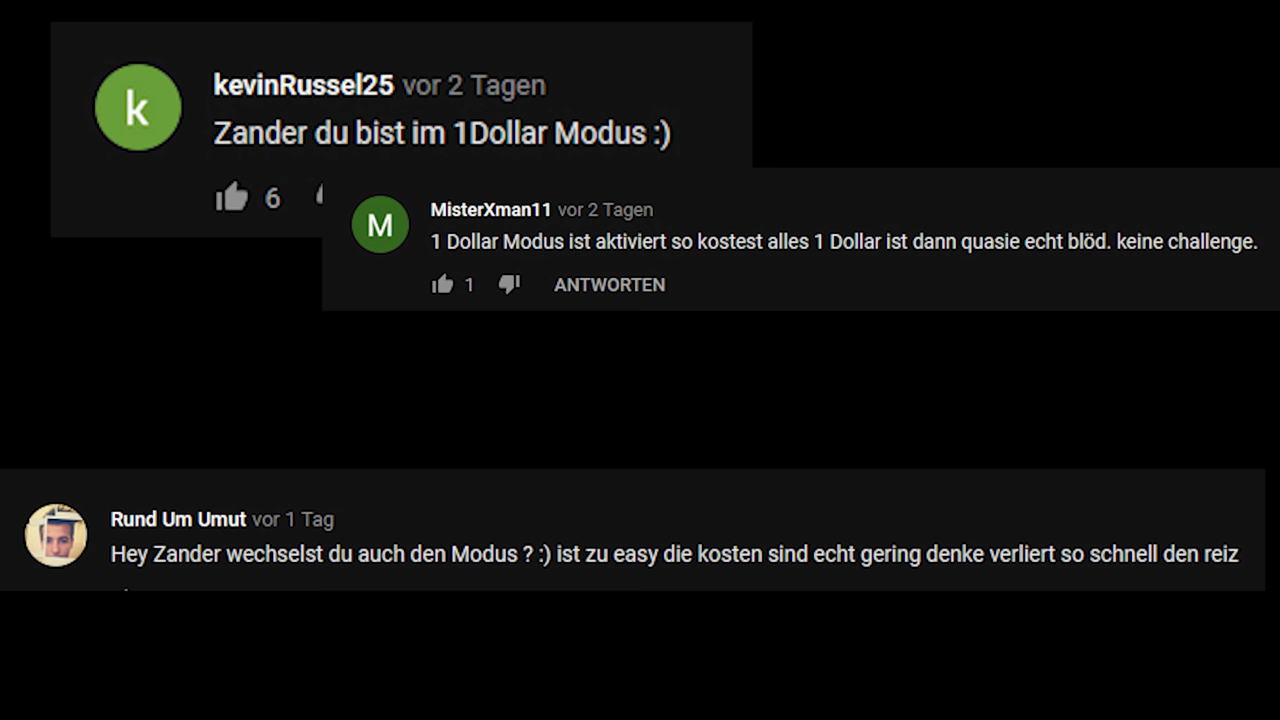 k
kevinRussel25 vor 2 Tagen
Zander du bist im 1Dollar Modus :)
6
M
MisterXman11 vor 2 Tagen
1 Dollar Modus ist aktiviert so kostest alles 1 Dollar ist dann quasie echt blöd. keine challenge.
1 ANTWORTEN
Rund Um Umut vor 1 Tag
Hey Zander wechselst du auch den Modus ? :) ist zu easy die kosten sind echt gering denke verliert so schnell den reiz